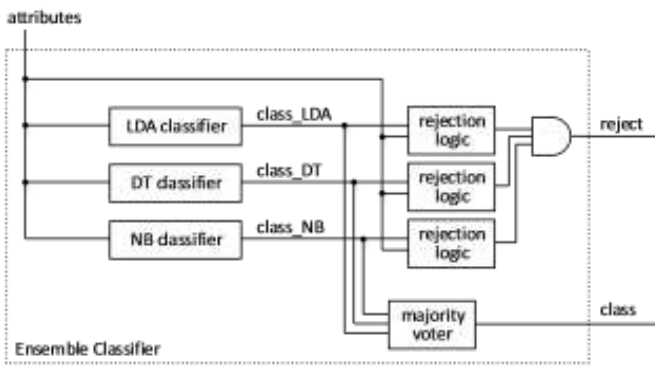 attributes
LDA classifier
class_LDA
rejection
logic
reject
DT classifier
class_DT
rejection
logic
NB classifier
class_NB
rejection
logic
majority
voter
class
Ensemble Classifier